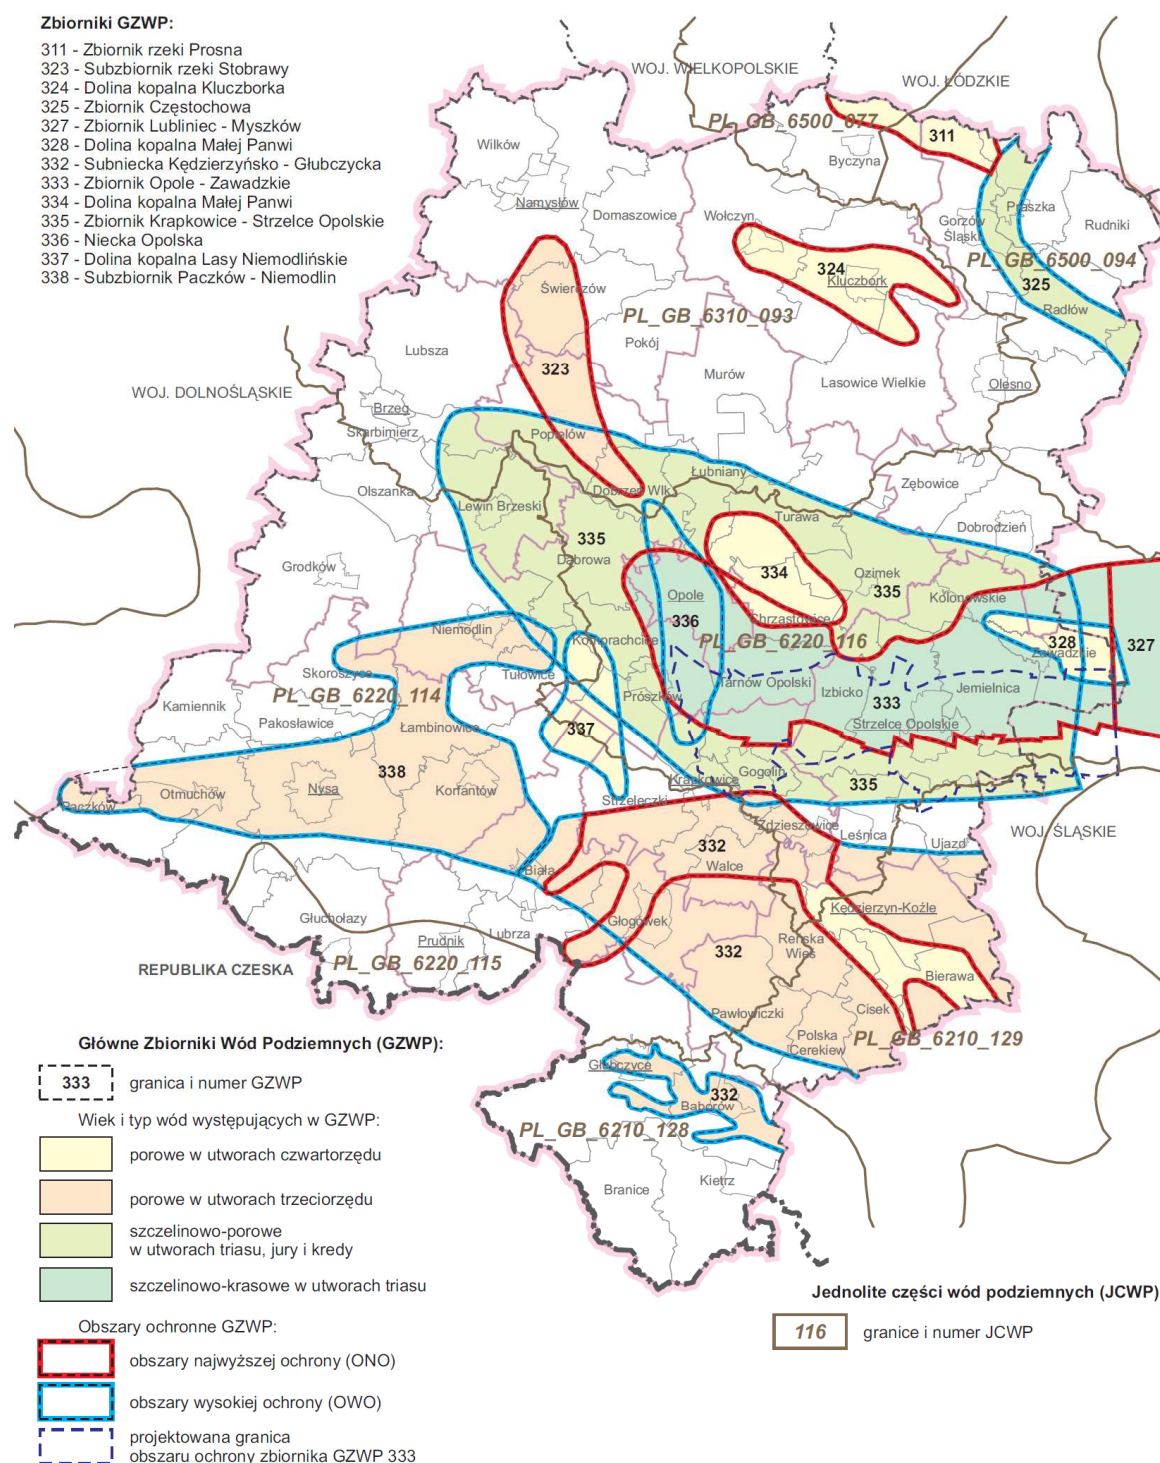 Zbiorniki GZWP:
311 - Zbiornik rzeki Prosna
323 - Subzbiornik rzeki Stobrawy
324 - Dolina kopalna Kluczborka
325 - Zbiornik Częstochowa
327 - Zbiornik Lubliniec - Myszków
328 - Dolina kopalna Małej Panwi
332 - Subniecka Kędzierzyńsko - Głubczycka
333 - Zbiornik Opole - Zawadzkie
334 - Dolina kopalna Małej Panwi
335 - Zbiornik Krapkowice - Strzelce Opolskie
336 - Niecka Opolska
337 - Dolina kopalna Lasy Niemodlińskie
338 - Subzbiornik Paczków - Niemodlin
WOJ. WIELKOPOLSKIE
WOJ. ŁÓDZKIE
PL_GB_6500_077
311
Wilków
Byczyna
Namysłów
Domaszowice
Wołczyn
Gorzów
Śląski
Praszka
Rudniki
PL_GB_6500_094
324
Kluczbork
325
Świerczów
PL_GB_6310_093
Radłów
Pokój
Lubsza
323
Murów
Lasowice Wielkie
Olesno
WOJ. DOLNOŚLĄSKIE
Brzeg
Skarbimierz
Popielów
Łubniany
Zębowice
Olszanka
Dobrzeń Wlk.
Lewin Brzeski
Turawa
Dobrodzień
335
Dąbrowa
Grodków
334
Ozimek
335
Kolonowskie
Opole
336
Chrząstowice
Niemodlin
Komprachcice
PL_GB_6220_116
328
327
Zawadzkie
Skoroszyce
Tułowice
Tarnów Opolski
Izbicko
Jemielnica
PL_GB_6220_114
Prószków
333
Kamiennik
Pakosławice
Łambinowice
337
Strzelce Opolskie
338
Gogolin
Krapkowice
335
Otmuchów
Nysa
Korfantów
Strzeleczki
Paczków
Zdzieszowice
Leśnica
WOJ. ŚLĄSKIE
332
Ujazd
Walce
Biała
Kędzierzyn-Koźle
Głuchołazy
Głogówek
Lubrza
Prudnik
Reńska
Wieś
332
REPUBLIKA CZESKA
PL_GB_6220_115
Bierawa
Cisek
Pawłowiczki
Polska
Cerekiew
PL_GB_6210_129
Głubczyce
332
Baborów
PL_GB_6210_128
Kietrz
Branice
Główne Zbiorniki Wód Podziemnych (GZWP):
333 granica i numer GZWP
Wiek i typ wód występujących w GZWP:
porowe w utworach czwartorzędu
porowe w utworach trzeciorzędu
szczelinowo-porowe
w utworach triasu, jury i kredy
szczelinowo-krasowe w utworach triasu
Jednolite części wód podziemnych (JCWP)
116 granice i numer JCWP
Obszary ochronne GZWP:
obszary najwyższej ochrony (ONO)
obszary wysokiej ochrony (OWO)
projektowana granica
obszaru ochrony zbiornika GZWP 333